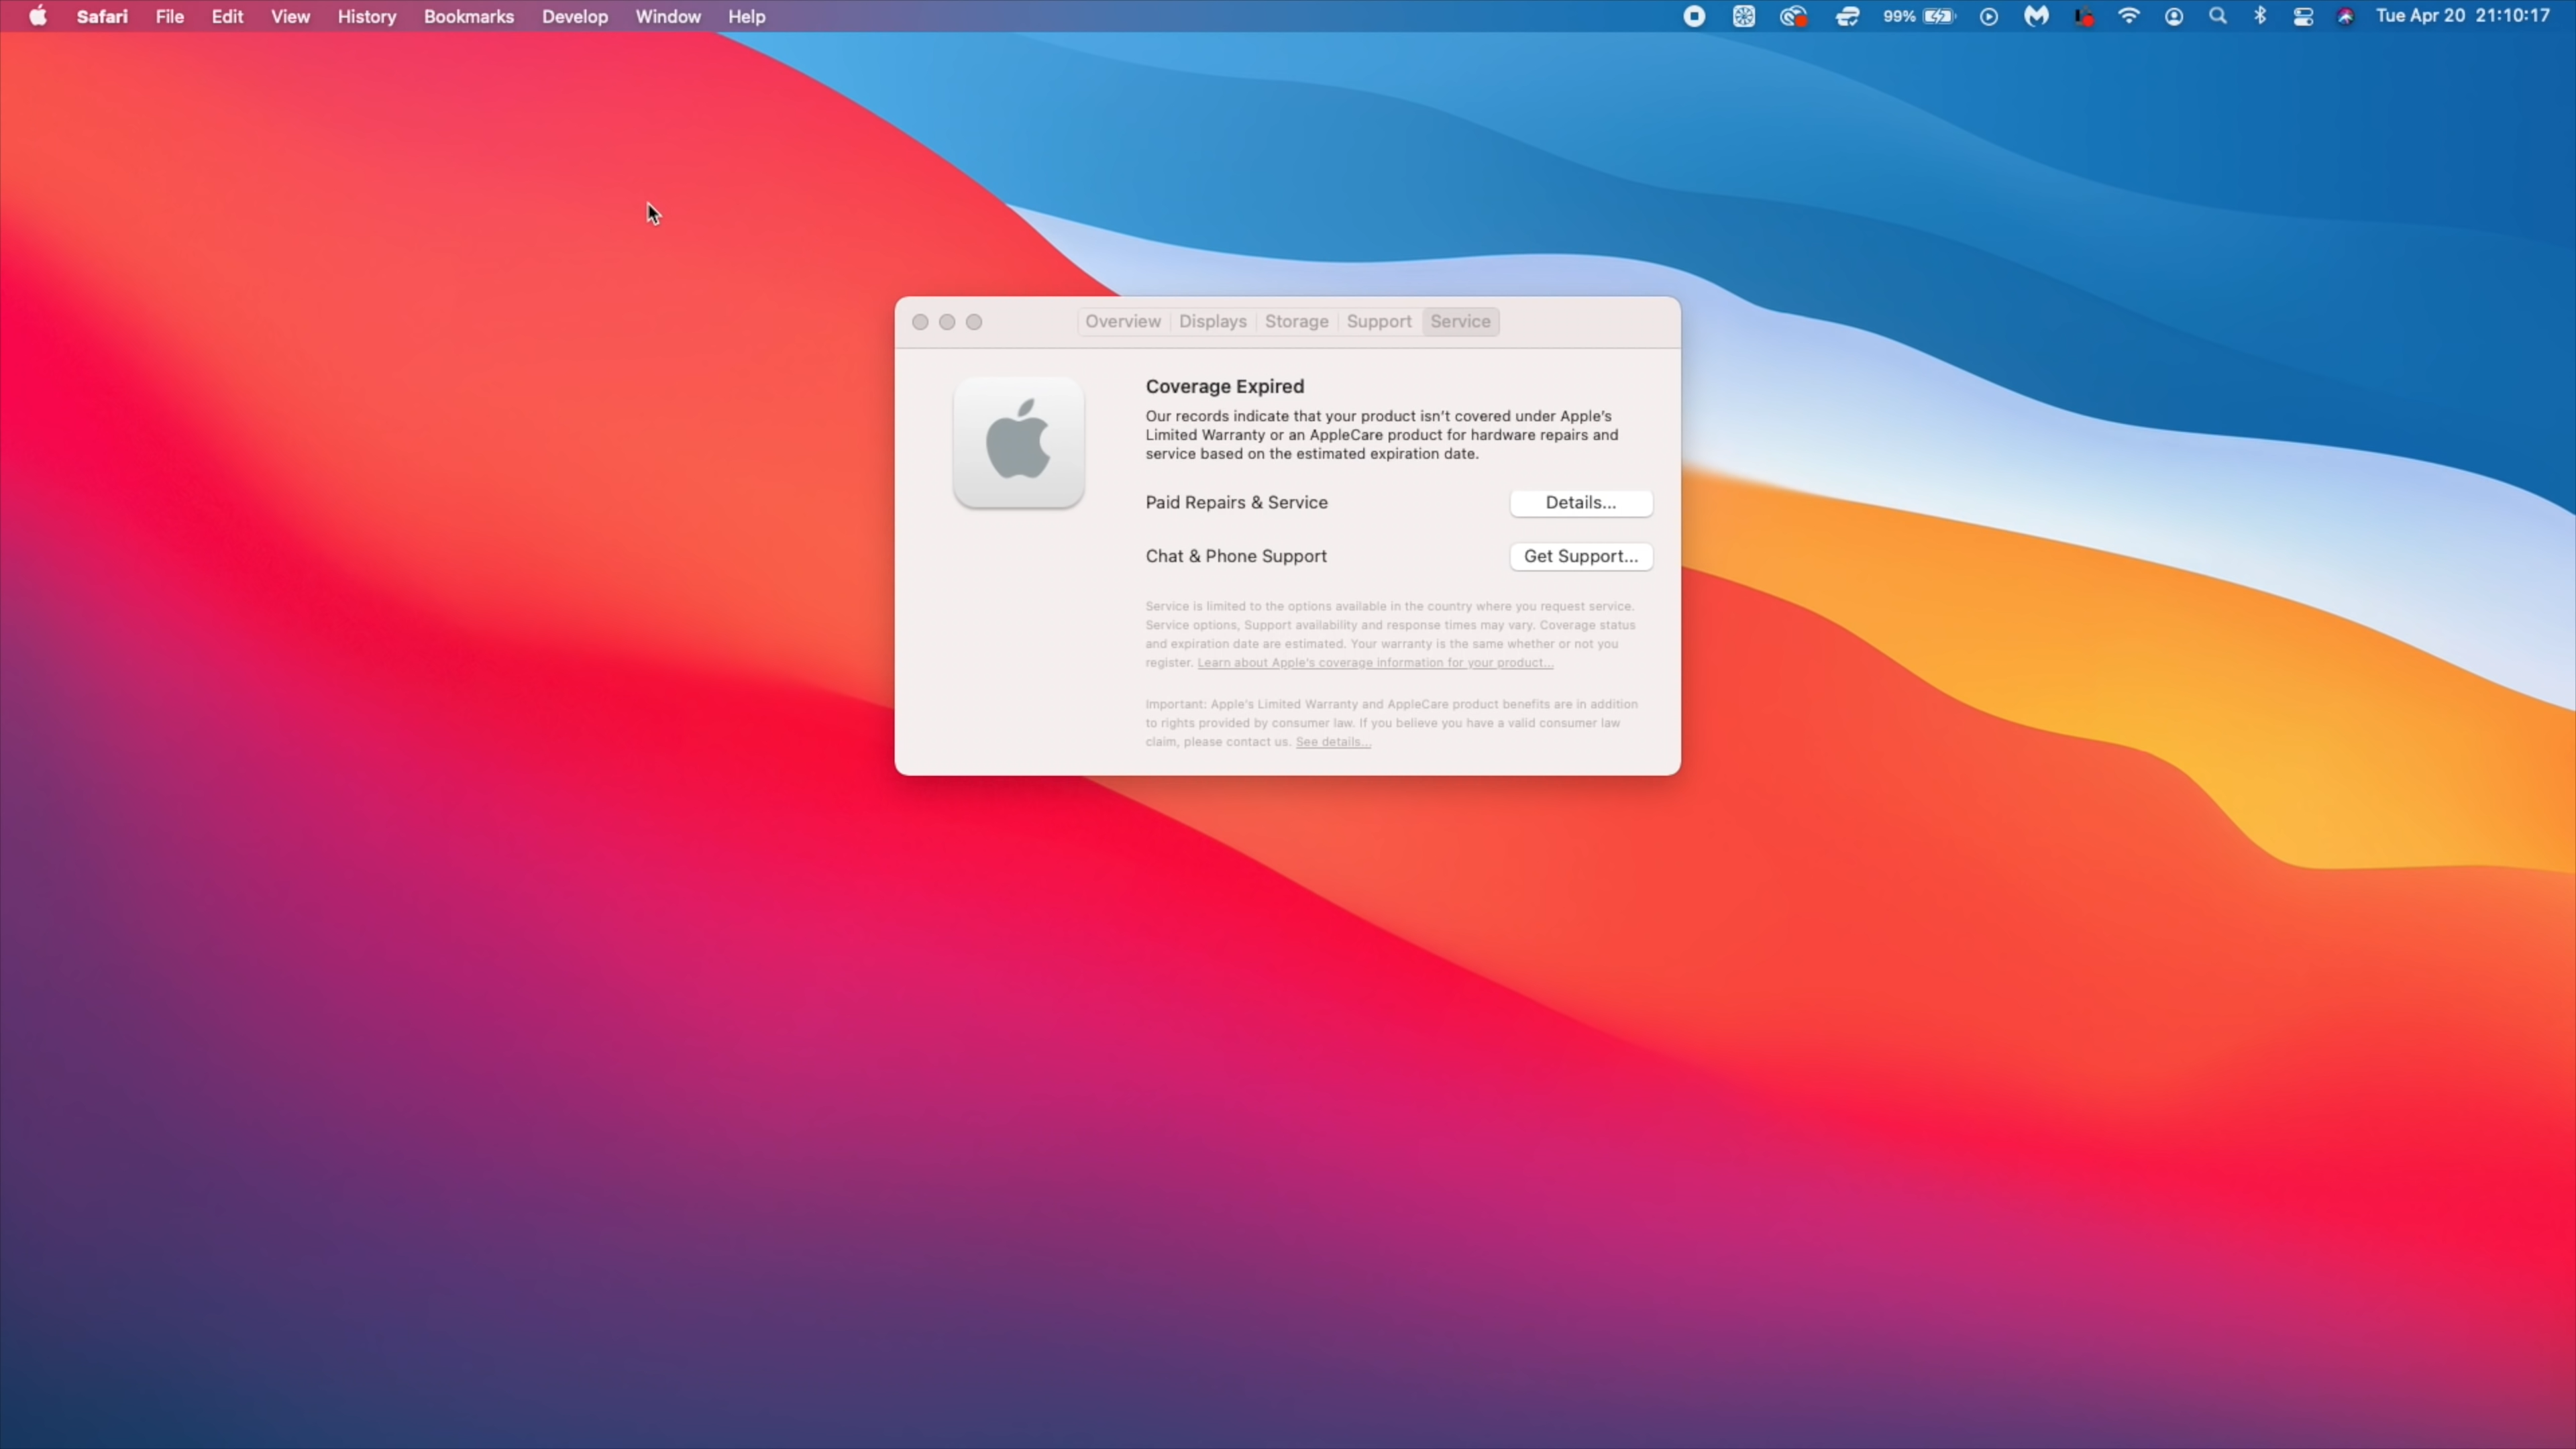 Safari File Edit View History Bookmarks Develop Window Help 99% Tue Apr 20 21:10:17
Overview Displays Storage Support Service
Coverage Expired
Our records indicate that your product isn't covered under Apple's
Limited Warranty or an AppleCare product for hardware repairs and
service based on the estimated expiration date.
Paid Repairs & Service Details...
Chat & Phone Support Get Support...
Service is limited to the options available in the country where you request service.
Service options, Support availability and response times may vary. Coverage status
and expiration date are estimated. Your warranty is the same whether or not you
register. Learn about Apple's coverage information for your product...
Important: Apple's Limited Warranty and AppleCare product benefits are in addition
to rights provided by consumer law. If you believe you have a valid consumer law
claim, please contact us. See details...